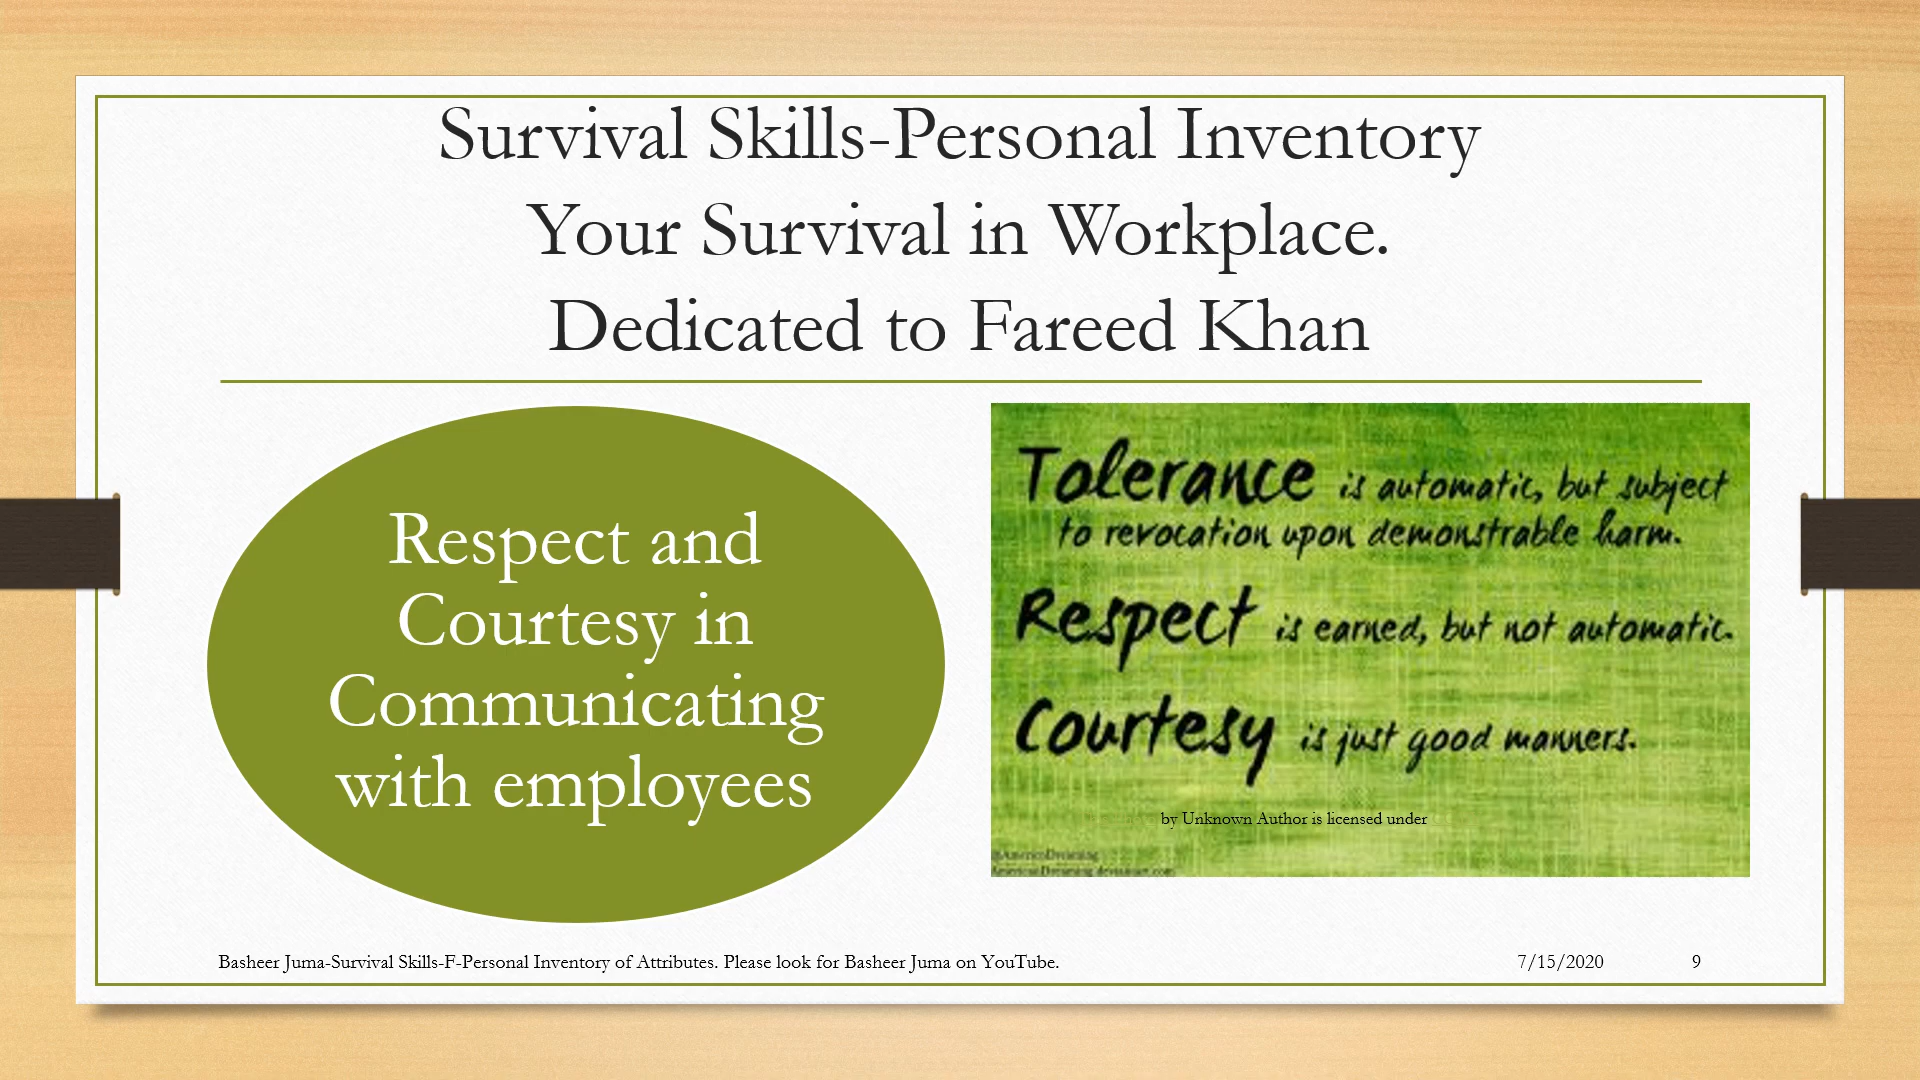 Survival Skills-Personal Inventory
Your Survival in Workplace.
Dedicated to Fareed Khan
Respect and
Courtesy in
Communicating
with employees
Tolerance is automatic, but subject
to revocation upon demonstrable harm.
Respect is earned, but not automatic.
Courtesy is just good manners.
by Unknown Author is licensed under
Basheer Juma-Survival Skills-F-Personal Inventory of Attributes. Please look for Basheer Juma on YouTube.
7/15/2020
9